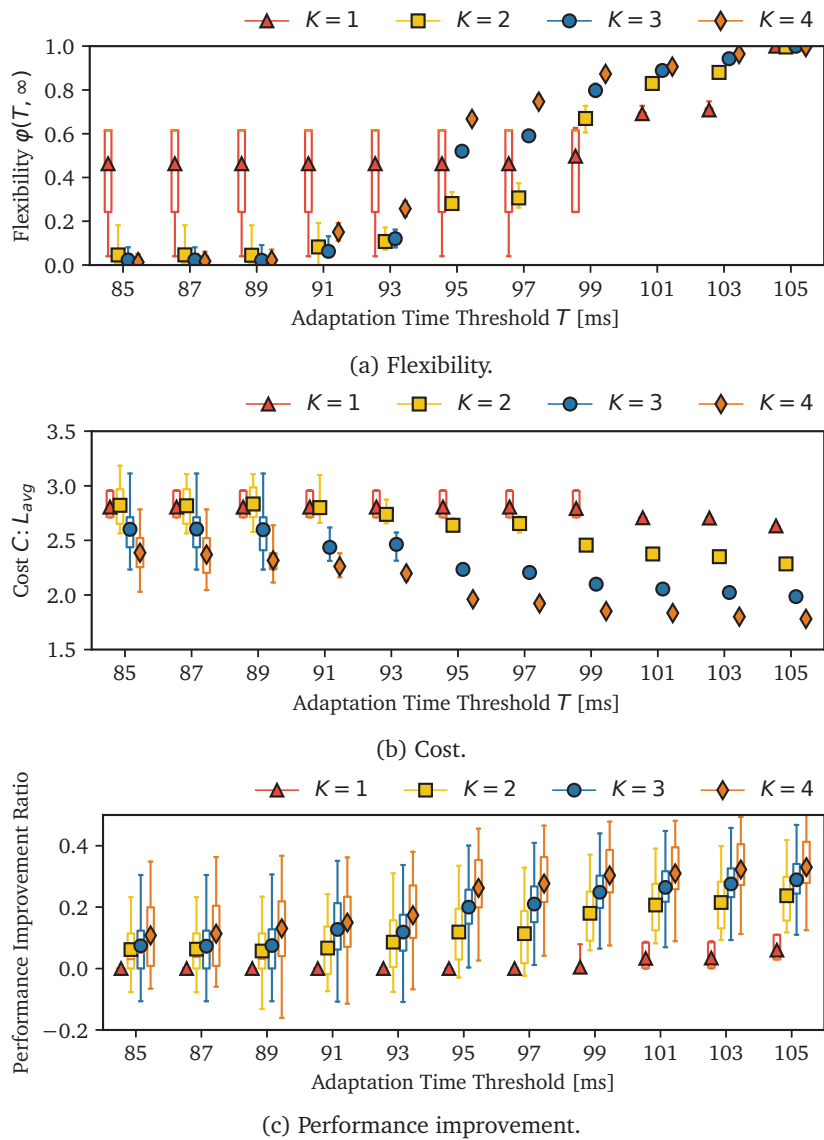 K = 1 K = 2 K = 3 K = 4
1.0
0.8
0.6
0.4
0.2
0.0
Flexibility φ(T, ∞)
85 87 89 91 93 95 97 99 101 103 105
Adaptation Time Threshold T [ms]
(a) Flexibility.
K = 1 K = 2 K = 3 K = 4
3.5
3.0
2.5
2.0
1.5
Cost C: Lavg
85 87 89 91 93 95 97 99 101 103 105
Adaptation Time Threshold T [ms]
(b) Cost.
K = 1 K = 2 K = 3 K = 4
0.4
0.2
0.0
−0.2
Performance Improvement Ratio
85 87 89 91 93 95 97 99 101 103 105
Adaptation Time Threshold [ms]
(c) Performance improvement.